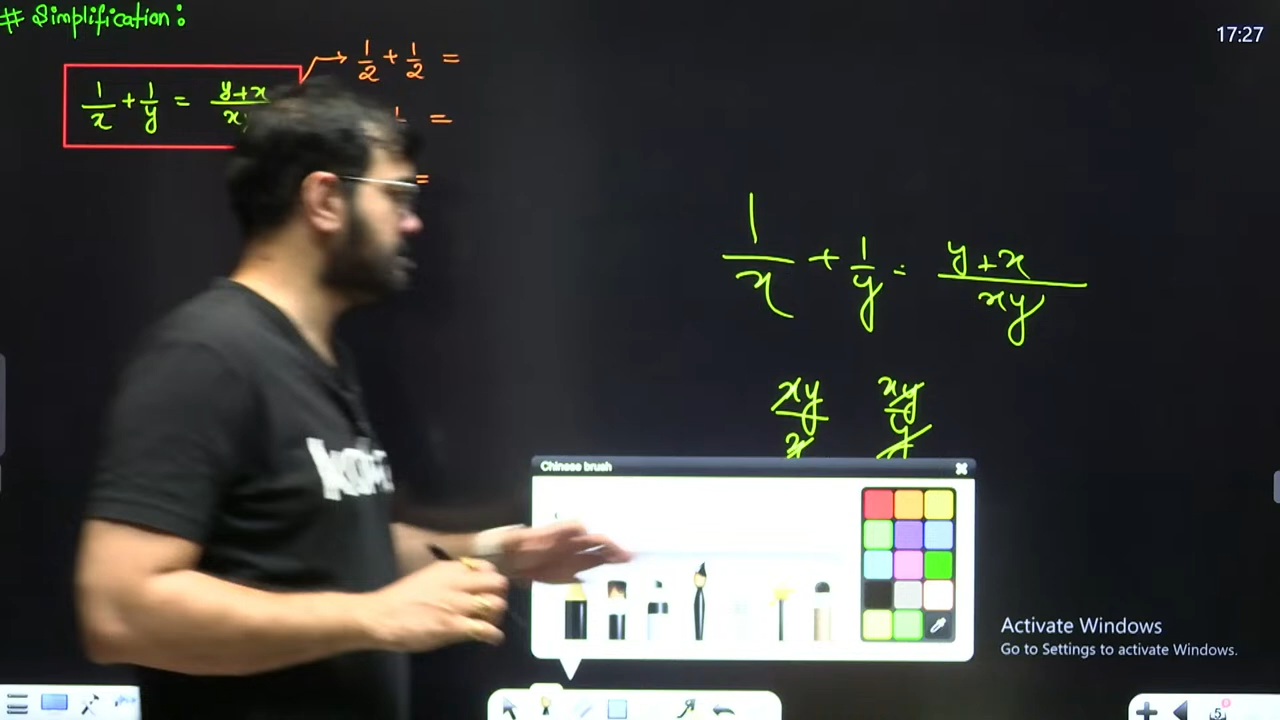 # Simplification:
17:27
1/2 + 1/2 =
1/x + 1/y = y+x/x
=
=
1/x + 1/y = y+x/xy
xy/x xy/y
Chinese brush
Activate Windows
Go to Settings to activate Windows.
5